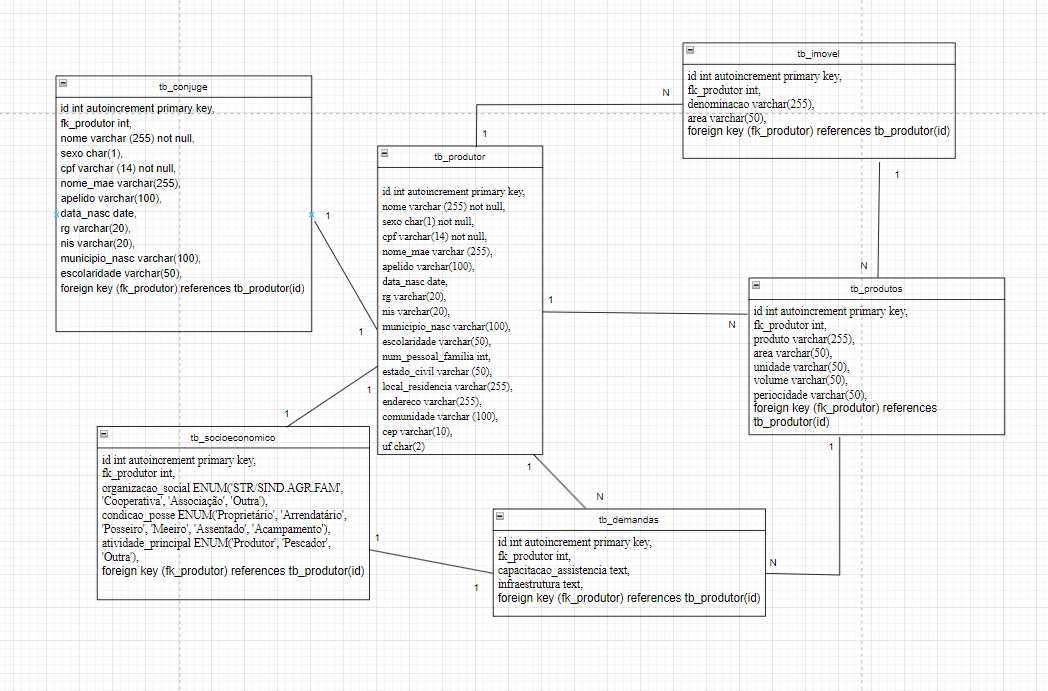 tb_conjuge
id int autoincrement primary key,
fk_produtor int,
nome varchar (255) not null,
sexo char(1),
cpf varchar (14) not null,
nome_mae varchar(255),
apelido varchar(100),
data_nasc date,
rg varchar(20),
nis varchar(20),
municipio_nasc varchar(100),
escolaridade varchar(50),
foreign key (fk_produtor) references tb_produtor(id)
1
1
tb_produtor
id int autoincrement primary key,
nome varchar (255) not null,
sexo char(1) not null,
cpf varchar(14) not null,
nome_mae varchar (255),
apelido varchar(100),
data_nasc date,
rg varchar(20),
nis varchar(20),
municipio_nasc varchar(100),
escolaridade varchar(50),
num_pessoal_familia int,
estado_civil varchar (50),
local_residencia varchar(255),
endereco varchar(255),
comunidade varchar (100),
cep varchar(10),
uf char(2)
1
N
tb_imovel
id int autoincrement primary key,
fk_produtor int,
denominacao varchar(255),
area varchar(50),
foreign key (fk_produtor) references tb_produtor(id)
1
N
1
N
tb_produtos
id int autoincrement primary key,
fk_produtor int,
produto varchar(255),
area varchar(50),
unidade varchar(50),
volume varchar(50),
periocidade varchar(50),
foreign key (fk_produtor) references
tb_produtor(id)
1
N
1
1
tb_socioeconomico
id int autoincrement primary key,
fk_produtor int,
organizacao_social ENUM('STR/SIND.AGR.FAM',
'Cooperativa', 'Associação', 'Outra'),
condicao_posse ENUM('Proprietário', 'Arrendatário',
'Posseiro', 'Meeiro', 'Assentado', 'Acampamento'),
atividade_principal ENUM('Produtor', 'Pescador',
'Outra'),
foreign key (fk_produtor) references tb_produtor(id)
1
1
1
N
tb_demandas
id int autoincrement primary key,
fk_produtor int,
capacitacao_assistencia text,
infraestrutura text,
foreign key (fk_produtor) references tb_produtor(id)